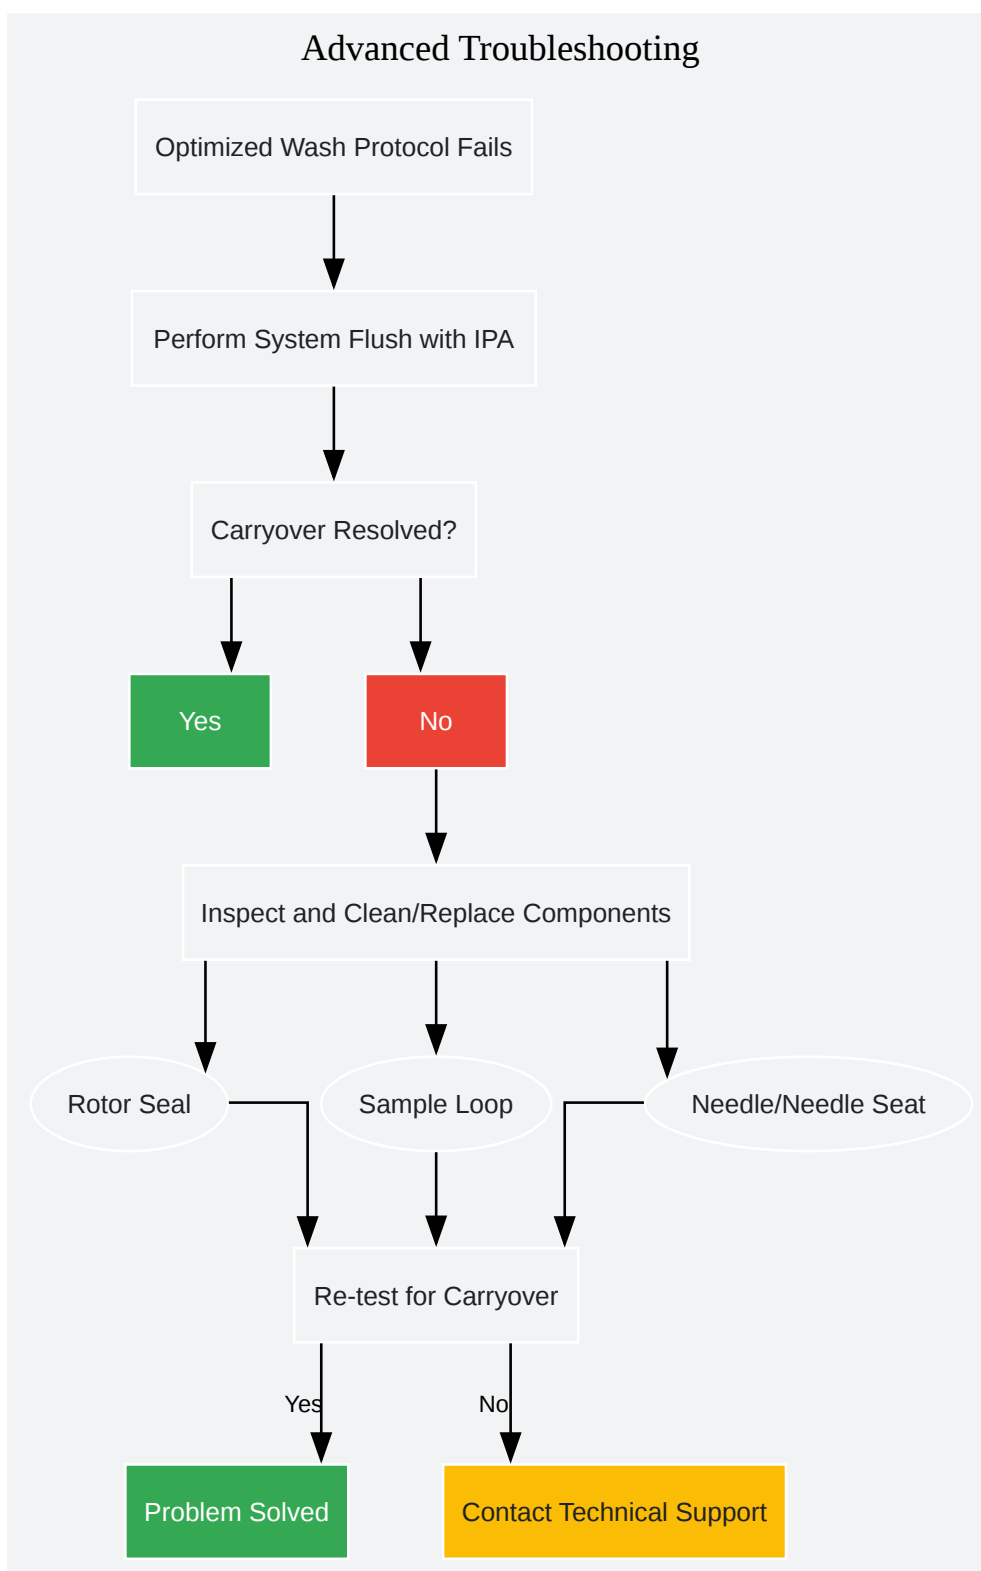 Advanced Troubleshooting
Optimized Wash Protocol Fails
Perform System Flush with IPA
Carryover Resolved?
Yes
No
Inspect and Clean/Replace Components
Rotor Seal
Sample Loop
Needle/Needle Seat
Re-test for Carryover
Yes
No
Problem Solved
Contact Technical Support